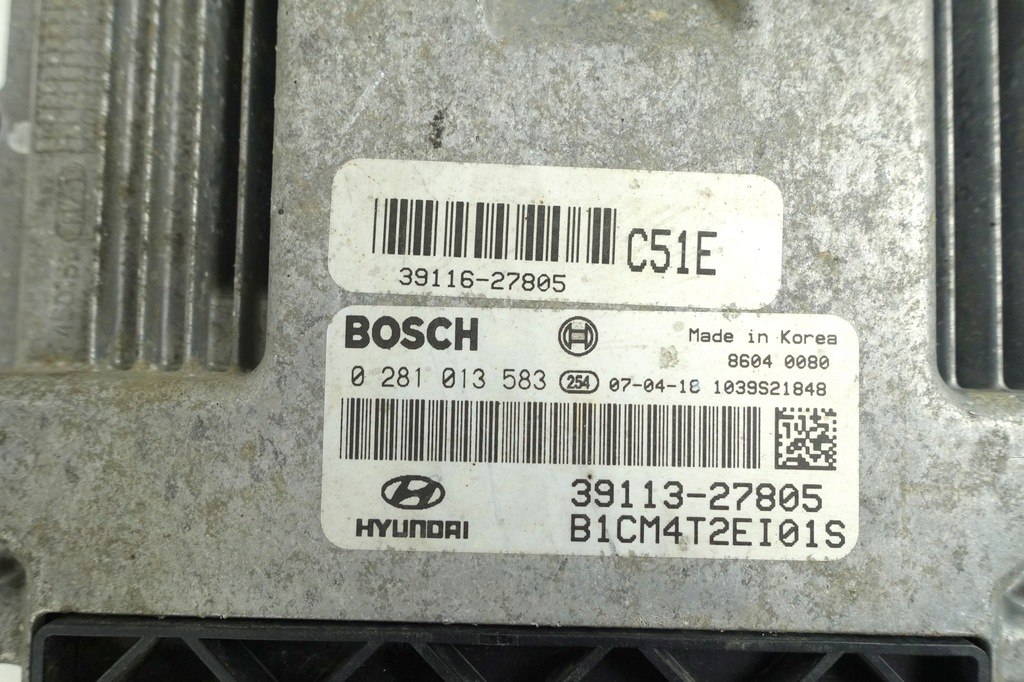 39116-27805
C51E
BOSCH
Made in Korea
8604 0080
0 281 013 583 254 07-04-18 1039S21848
HYUNDAI
39113-27805
B1CM4T2EI01S